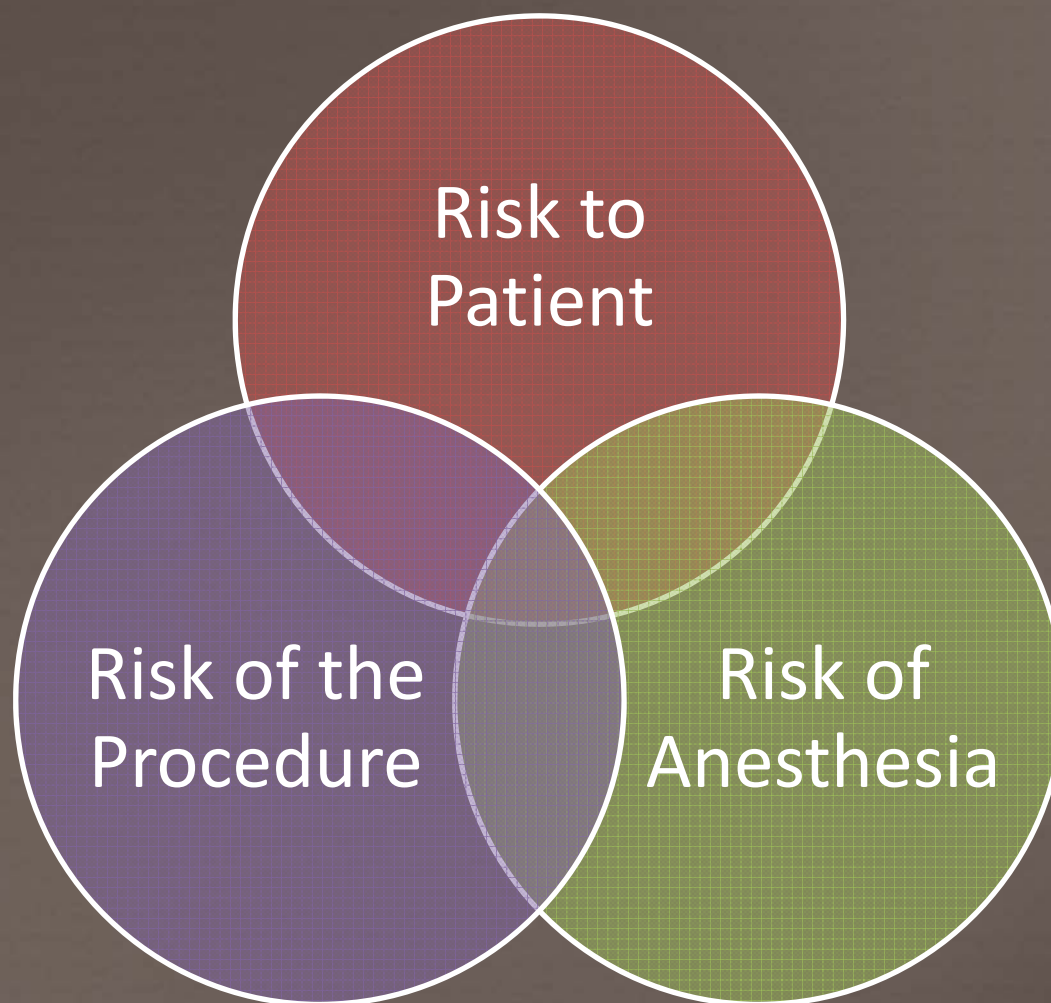 Risk to
Patient
Risk of the
Procedure
Risk of
Anesthesia